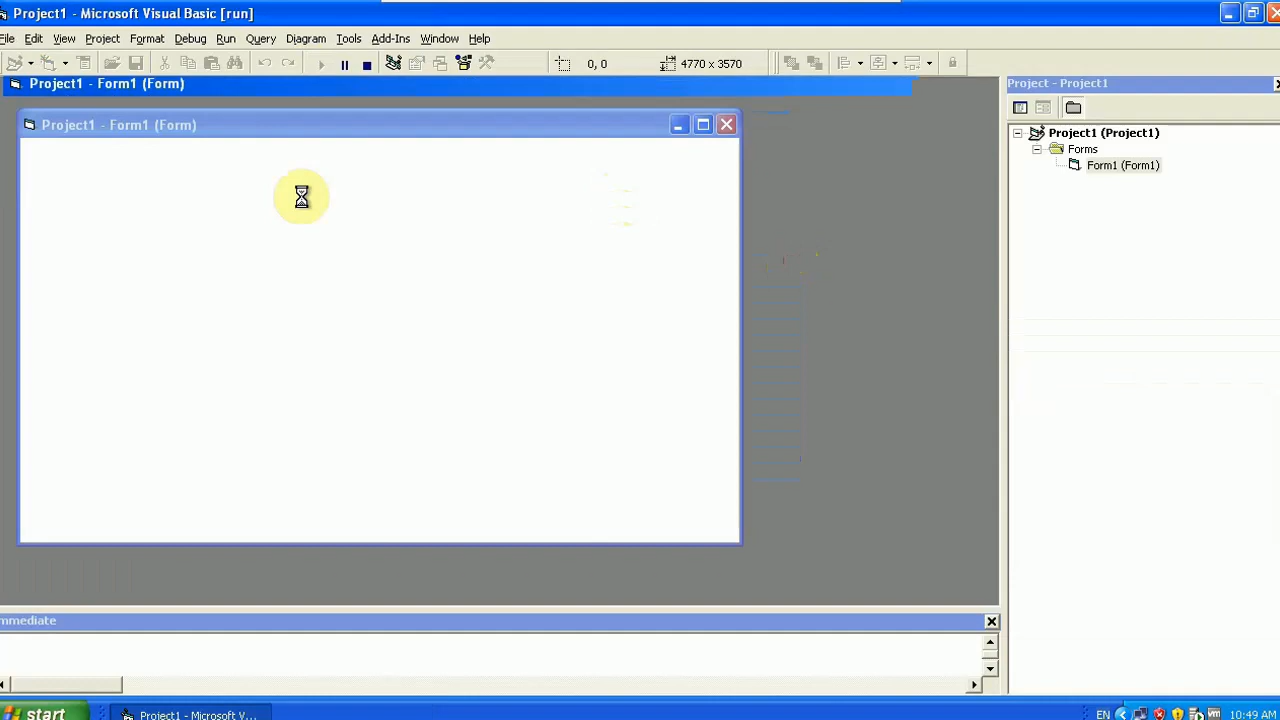 Project1 - Microsoft Visual Basic [run]
File Edit View Project Format Debug Run Query Diagram Tools Add-Ins Window Help
0, 0 4770 x 3570
Project1 - Form1 (Form)
Project - Project1
Project1 - Form1 (Form)
Project1 (Project1)
Forms
Form1 (Form1)
mmediate
start Project1 - Microsoft V... EN 10:49 AM